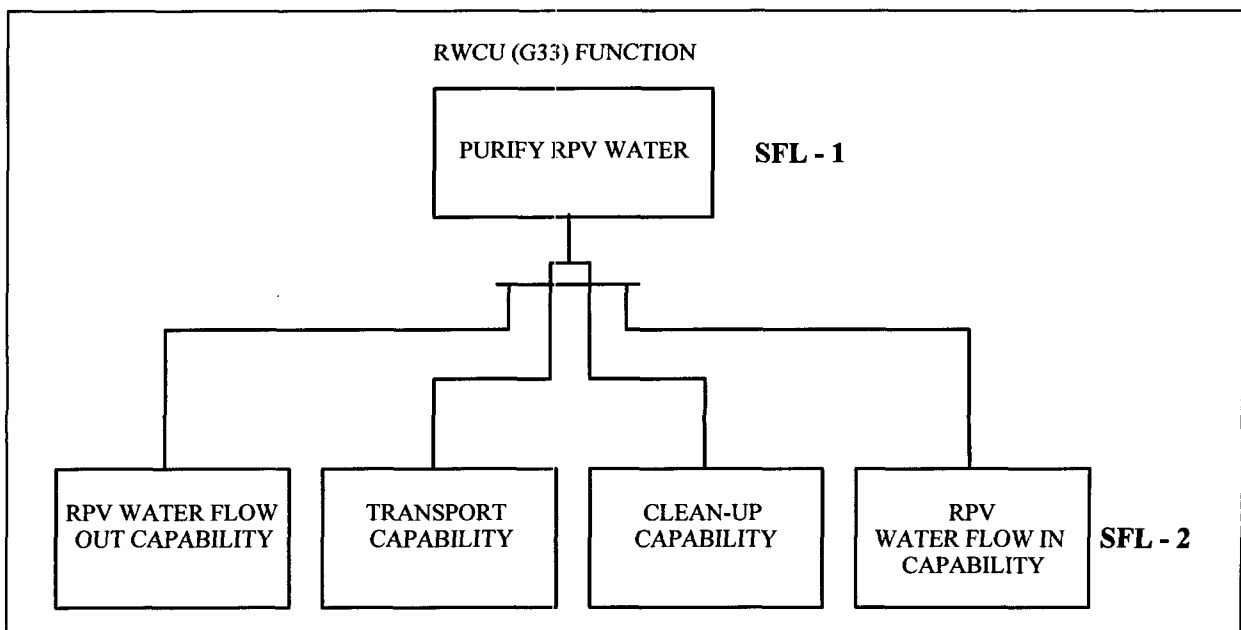 RWCU (G33) FUNCTION
PURIFY RPV WATER
SFL - 1
RPV WATER FLOW
OUT CAPABILITY
TRANSPORT
CAPABILITY
CLEAN-UP
CAPABILITY
RPV
WATER FLOW IN
CAPABILITY
SFL - 2